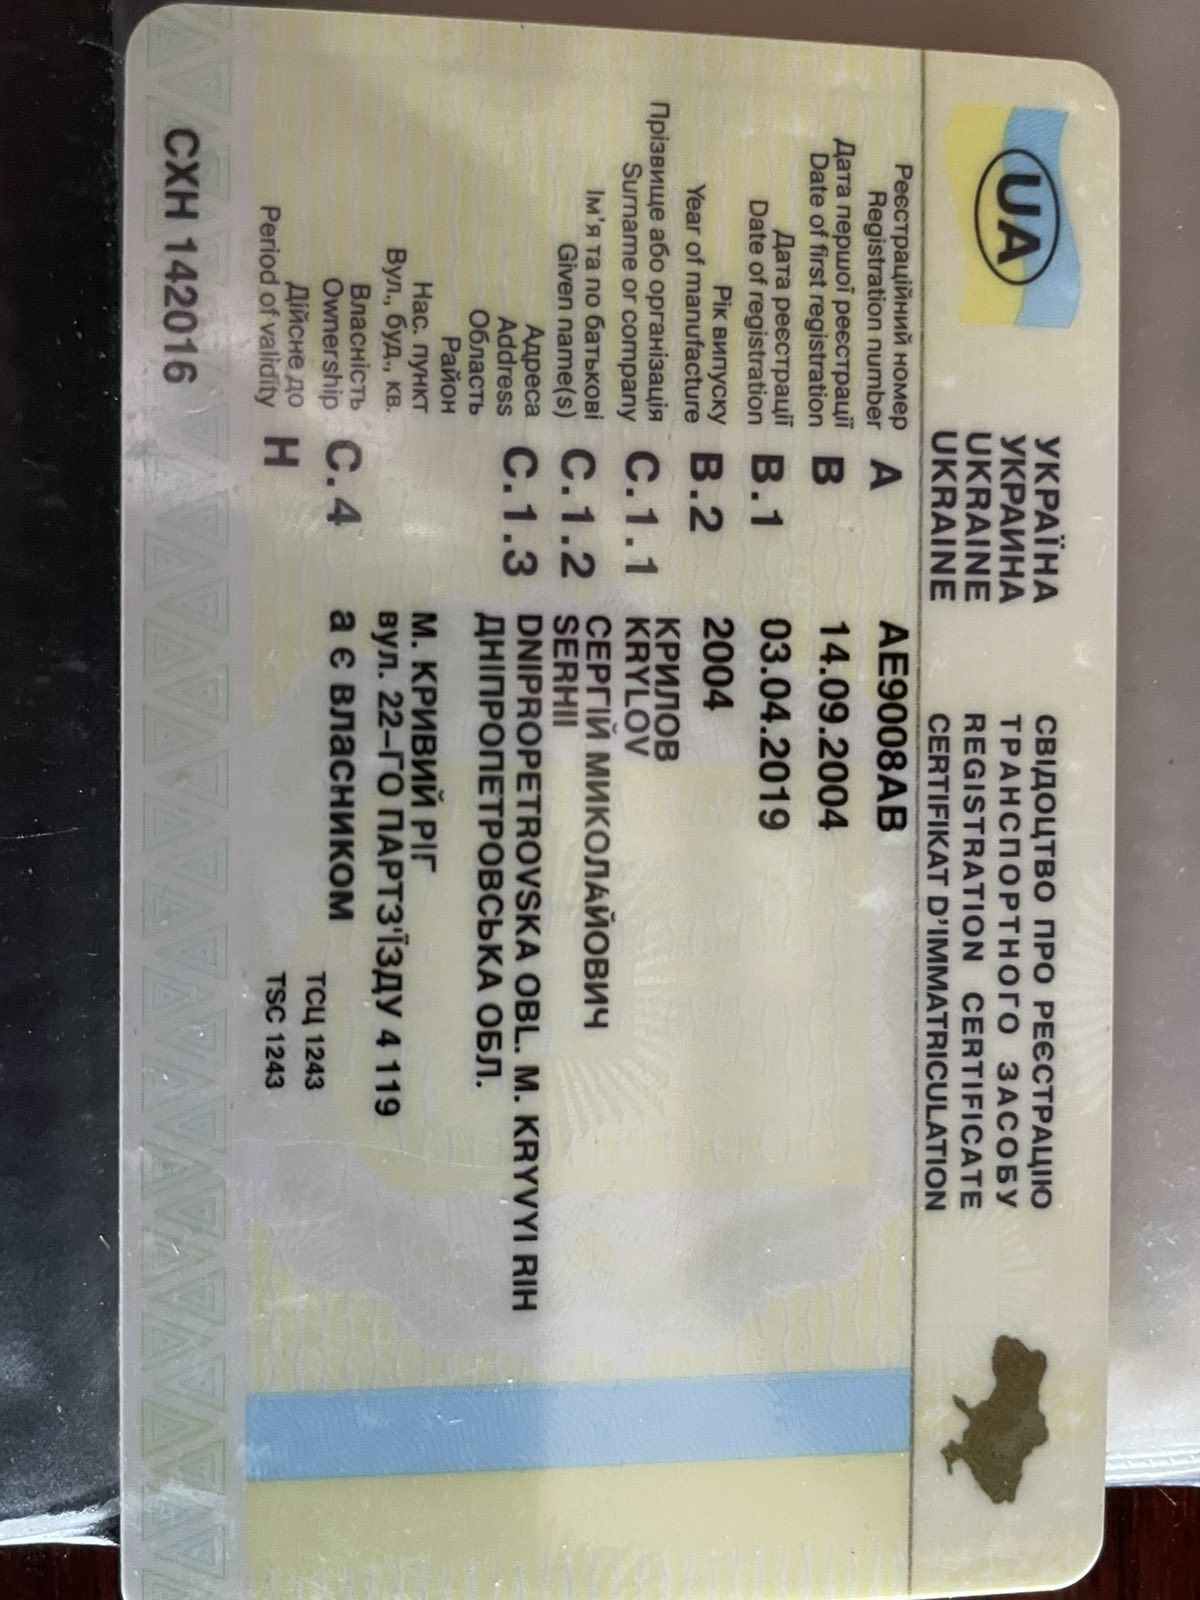 UA
УКРАЇНА
УКРАИНА
UKRAINE
UKRAINE
СВІДОЦТВО ПРО РЕЄСТРАЦІЮ
ТРАНСПОРТНОГО ЗАСОБУ
REGISTRATION CERTIFICATE
CERTIFIKAT D'IMMATRICULATION
Реєстраційний номер
Registration number A AE9008AB
Дата першої реєстрації
Date of first registration B 14.09.2004
Дата реєстрації
Date of registration B.1 03.04.2019
Рік випуску
Year of manufacture B.2 2004
Прізвище або організація КРИЛОВ
Surname or company C.1.1 KRYLOV
Ім'я та по батькові СЕРГІЙ МИКОЛАЙОВИЧ
Given name(s) C.1.2 SERHII
Адреса DNIPROPETROVSKA OBL. M. KRYVYI RIH
Address C.1.3
Область ДНІПРОПЕТРОВСЬКА ОБЛ.
Район
Нас. пункт М. КРИВИЙ РІГ
Вул., буд., кв. вул. 22-ГО ПАРТЗ'ЇЗДУ 4 119
Власність
Ownership C.4 а є ВЛАСНИКОМ
Дійсне до ТСЦ 1243
Period of validity H TSC 1243
СХН 142016